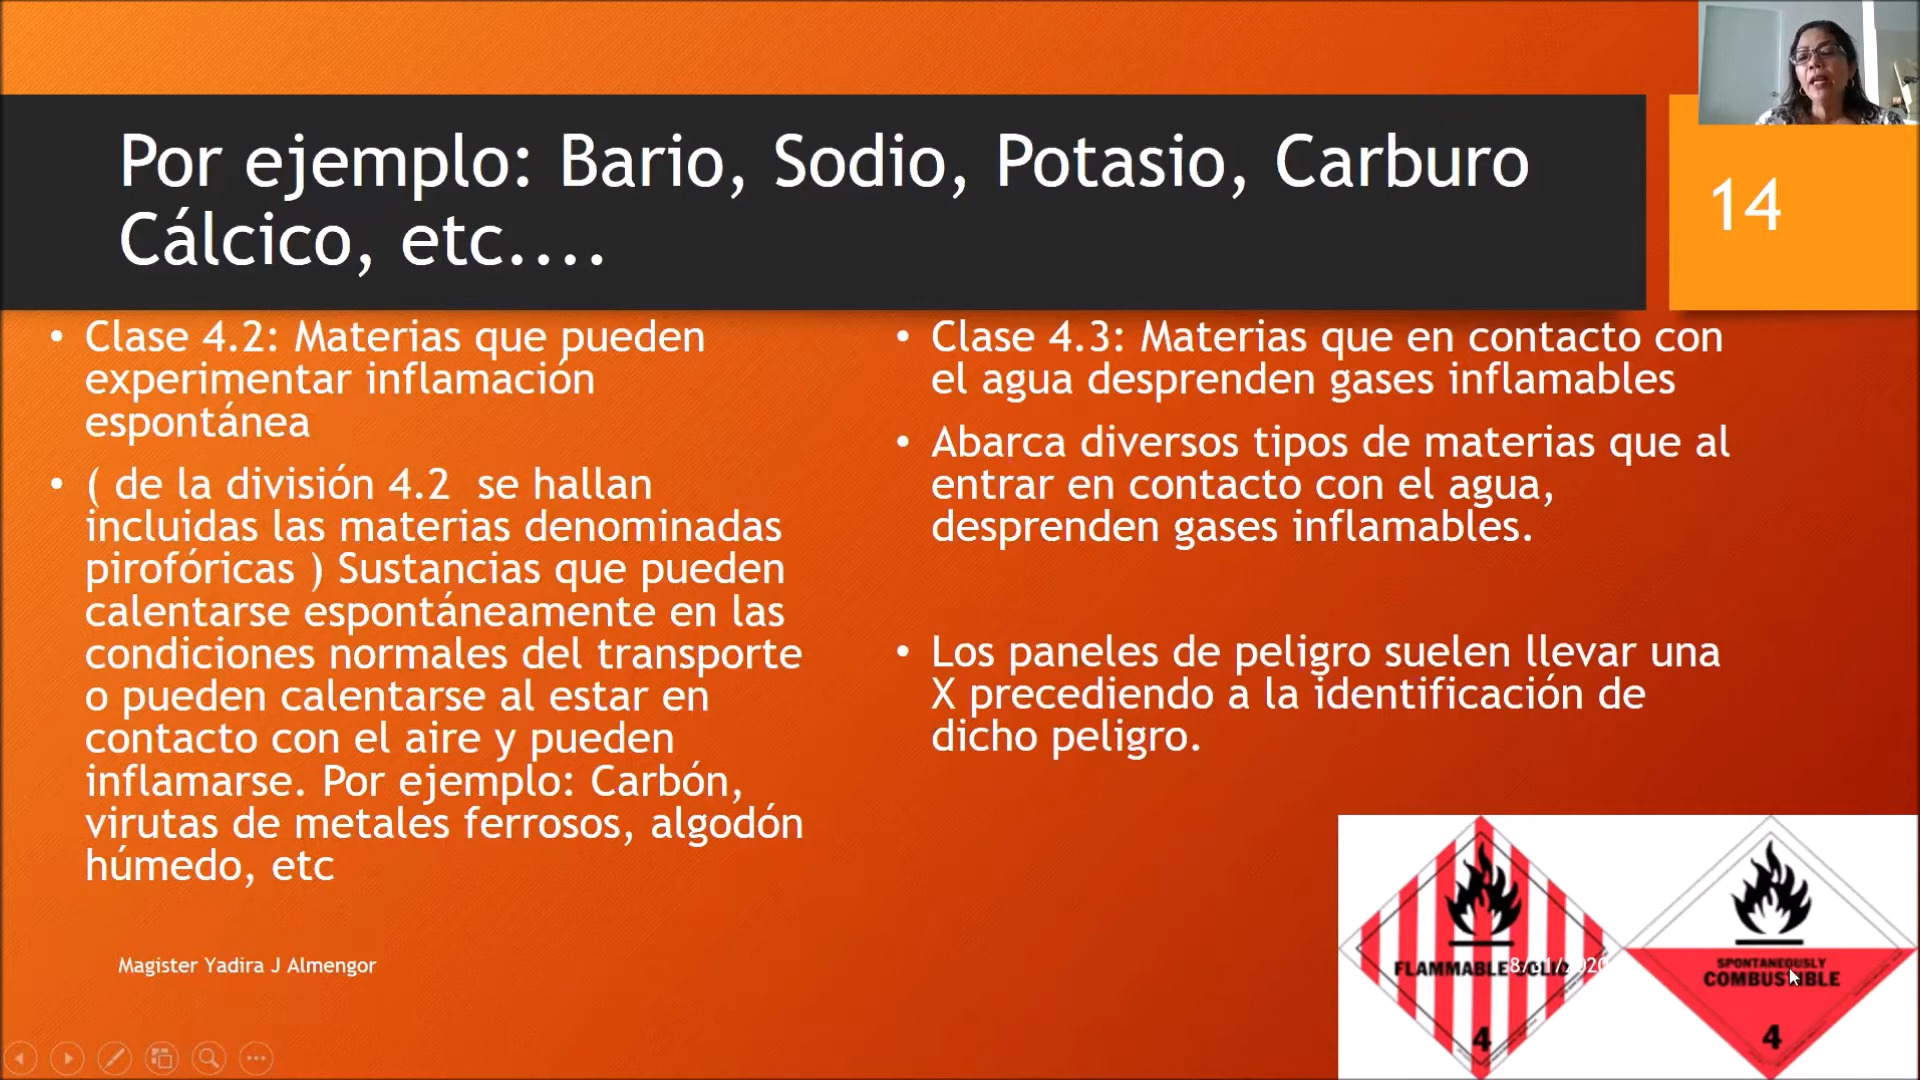 Por ejemplo: Bario, Sodio, Potasio, Carburo
Cálcico, etc....
14
• Clase 4.2: Materias que pueden
experimentar inflamación
espontánea
• ( de la división 4.2 se hallan
incluidas las materias denominadas
pirofóricas ) Sustancias que pueden
calentarse espontáneamente en las
condiciones normales del transporte
o pueden calentarse al estar en
contacto con el aire y pueden
inflamarse. Por ejemplo: Carbón,
virutas de metales ferrosos, algodón
húmedo, etc
• Clase 4.3: Materias que en contacto con
el agua desprenden gases inflamables
• Abarca diversos tipos de materias que al
entrar en contacto con el agua,
desprenden gases inflamables.
• Los paneles de peligro suelen llevar una
X precediendo a la identificación de
dicho peligro.
Magister Yadira J Almengor
FLAMMABLE
4
SPONTANEOUSLY
COMBUSTIBLE
4